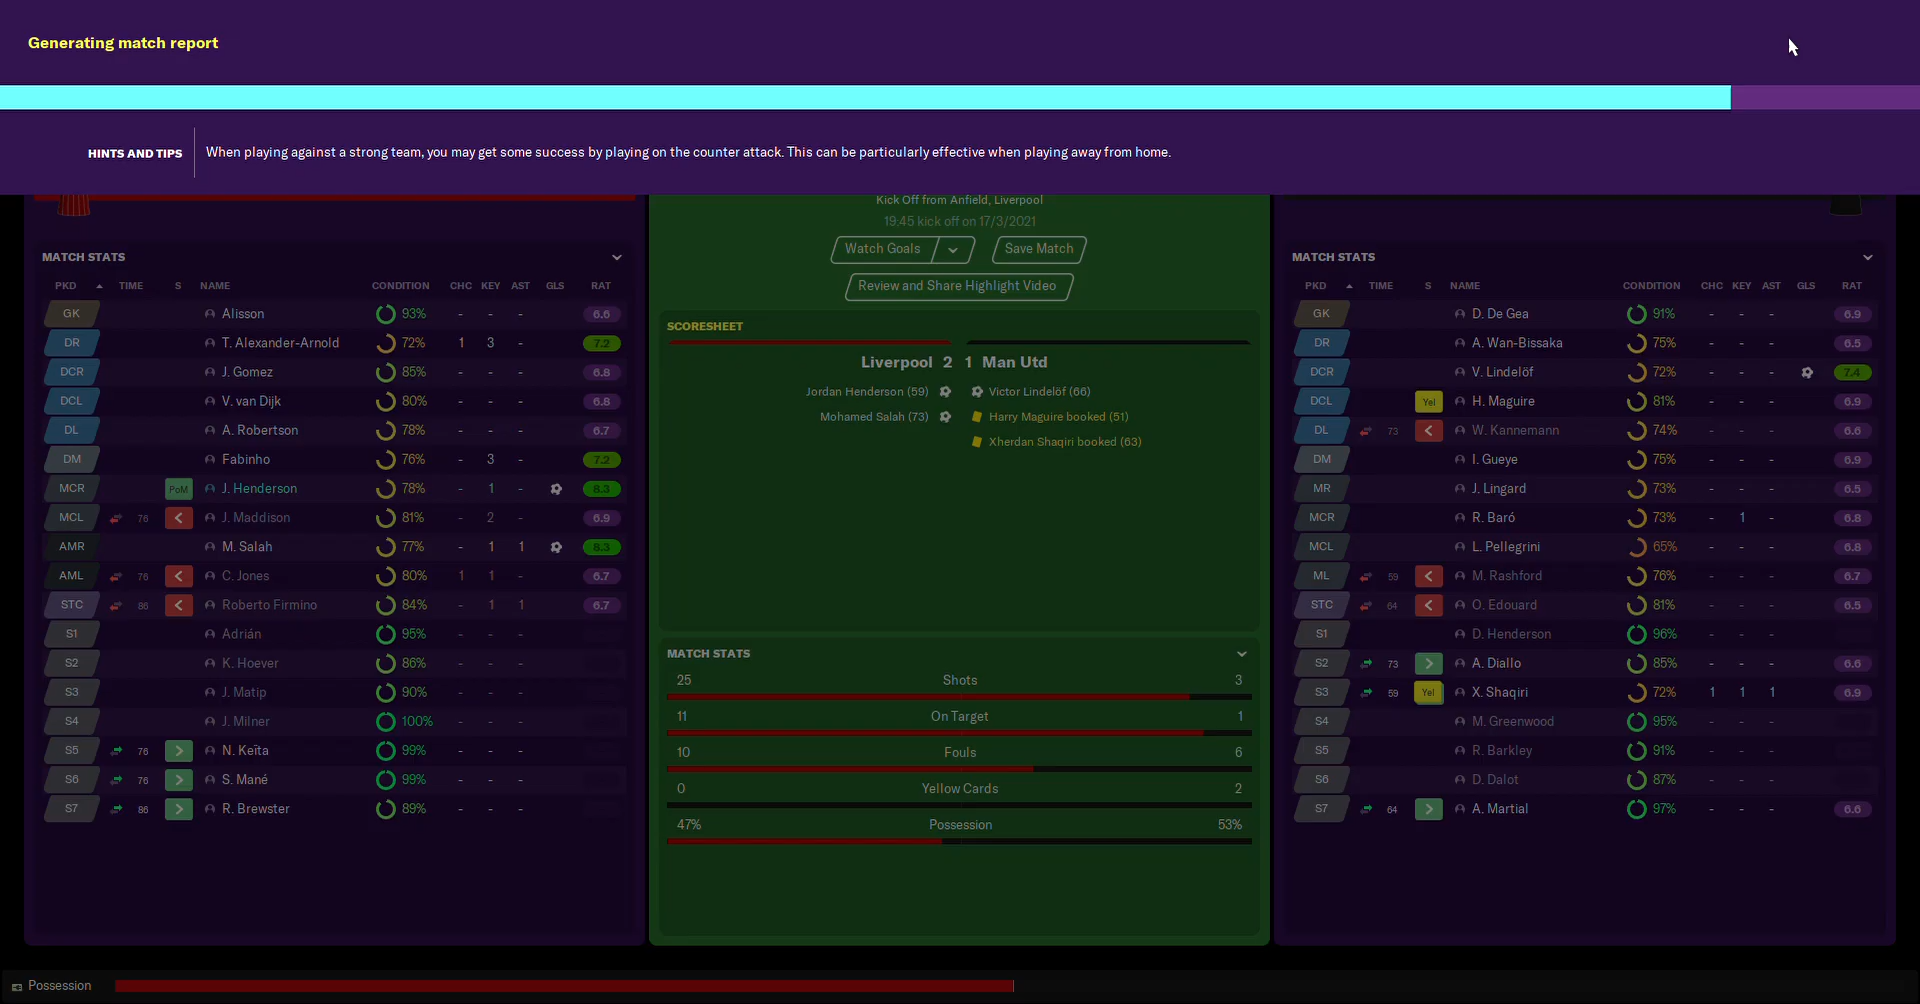 Generating match report
HINTS AND TIPS When playing against a strong team, you may get some success by playing on the counter attack. This can be particularly effective when playing away from home.
Kick Off from Anfield, Liverpool
19:45 kick off on 17/3/2021
Watch Goals Save Match
Review and Share Highlight Video
MATCH STATS
PKD TIME S NAME CONDITION CHC KEY AST GLS RAT
GK Alisson 93% - - - 6.6
DR T. Alexander-Arnold 72% 1 3 - 7.2
DCR J. Gomez 85% - - - 6.8
DCL V. van Dijk 80% - - - 6.8
DL A. Robertson 78% - - - 6.7
DM Fabinho 76% - 3 - 7.2
MCR PoM J. Henderson 78% - 1 - 8.3
MCL 76 J. Maddison 81% - 2 - 6.9
AMR M. Salah 77% - 1 1 8.3
AML 76 C. Jones 80% 1 1 - 6.7
STC 86 Roberto Firmino 84% - 1 1 6.7
S1 Adrián 95% - - -
S2 K. Hoever 86% - - -
S3 J. Matip 90% - - -
S4 J. Milner 100% - - -
S5 76 N. Keïta 99% - - -
S6 76 S. Mané 99% - - -
S7 86 R. Brewster 89% - - -
SCORESHEET
Liverpool 2 1 Man Utd
Jordan Henderson (59) Victor Lindelöf (66)
Mohamed Salah (73) Harry Maguire booked (51)
Xherdan Shaqiri booked (63)
MATCH STATS
25 Shots 3
11 On Target 1
10 Fouls 6
0 Yellow Cards 2
47% Possession 53%
MATCH STATS
PKD TIME S NAME CONDITION CHC KEY AST GLS RAT
GK D. De Gea 91% - - - 6.9
DR A. Wan-Bissaka 75% - - - 6.5
DCR V. Lindelöf 72% - - - 7.4
DCL Yel H. Maguire 81% - - - 6.9
DL 73 W. Kannemann 74% - - - 6.6
DM I. Gueye 75% - - - 6.9
MR J. Lingard 73% - - - 6.5
MCR R. Baró 73% - 1 - 6.8
MCL L. Pellegrini 65% - - - 6.8
ML 59 M. Rashford 76% - - - 6.7
STC 64 O. Edouard 81% - - - 6.5
S1 D. Henderson 96% - - -
S2 73 A. Diallo 85% - - - 6.6
S3 59 Yel X. Shaqiri 72% 1 1 1 6.9
S4 M. Greenwood 95% - - -
S5 R. Barkley 91% - - -
S6 D. Dalot 87% - - -
S7 64 A. Martial 97% - - - 6.6
Possession